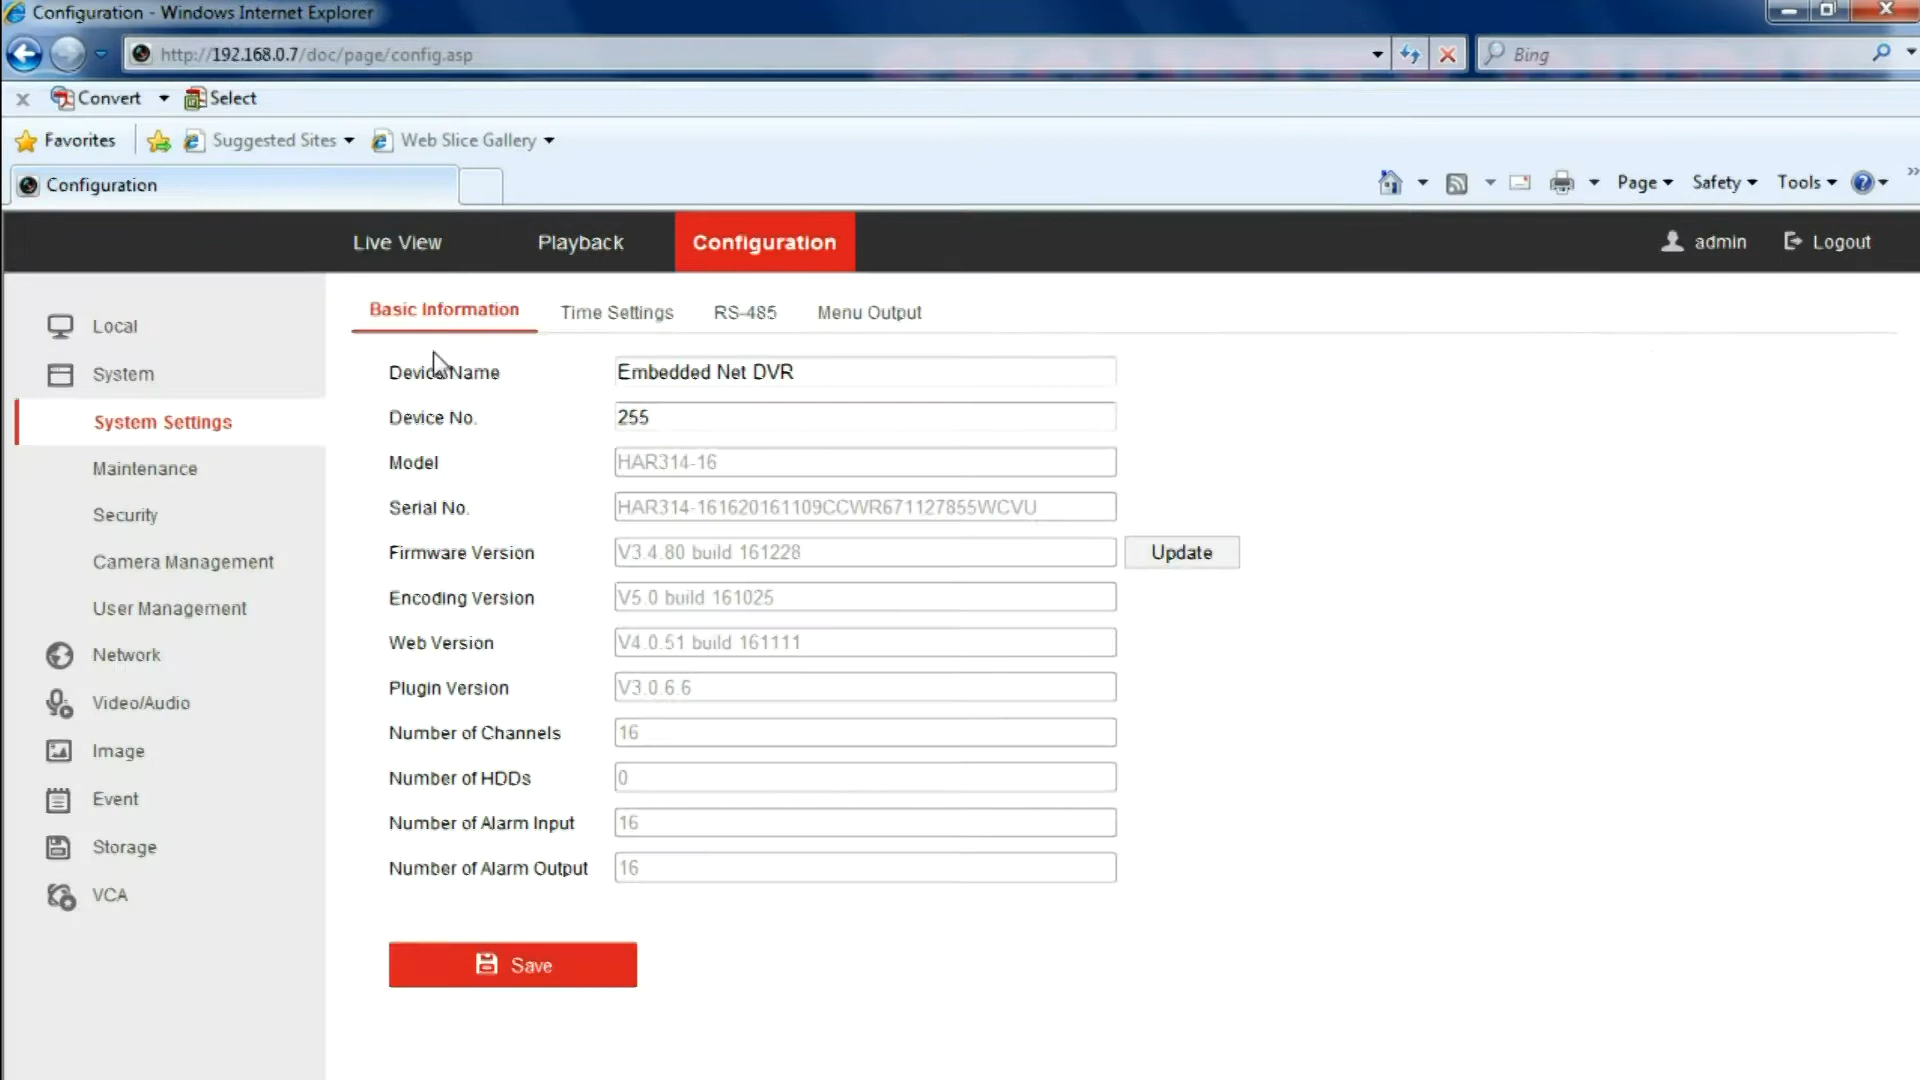 Configuration - Windows Internet Explorer
http://192.168.0.7/doc/page/config.asp
Bing
x Convert Select
Favorites Suggested Sites Web Slice Gallery
Configuration
Page Safety Tools
Live View Playback Configuration admin Logout
Basic Information Time Settings RS-485 Menu Output
Local
System
System Settings
Maintenance
Security
Camera Management
User Management
Network
Video/Audio
Image
Event
Storage
VCA
Device Name Embedded Net DVR
Device No. 255
Model HAR314-16
Serial No. HAR314-161620161109CCWR671127855WCVU
Firmware Version V3.4.80 build 161228 Update
Encoding Version V5.0 build 161025
Web Version V4.0.51 build 161111
Plugin Version V3.0.6.6
Number of Channels 16
Number of HDDs 0
Number of Alarm Input 16
Number of Alarm Output 16
Save